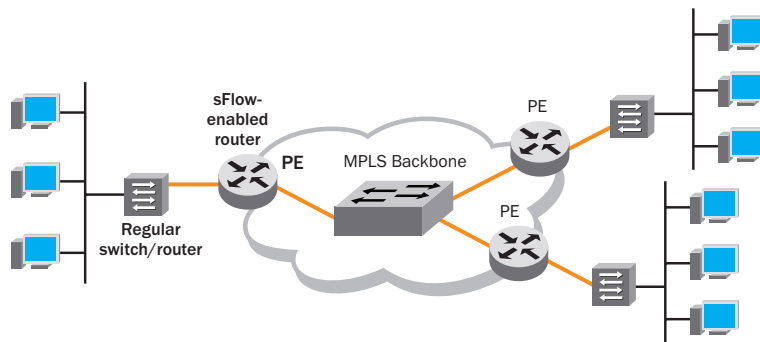 sFlow-
enabled
router
PE
MPLS Backbone
PE
PE
Regular
switch/router